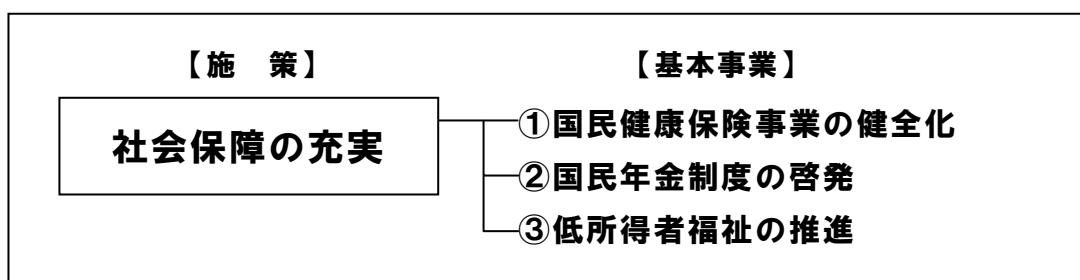 【施　策】
【基本事業】
社会保障の充実
①国民健康保険事業の健全化
②国民年金制度の啓発
③低所得者福祉の推進